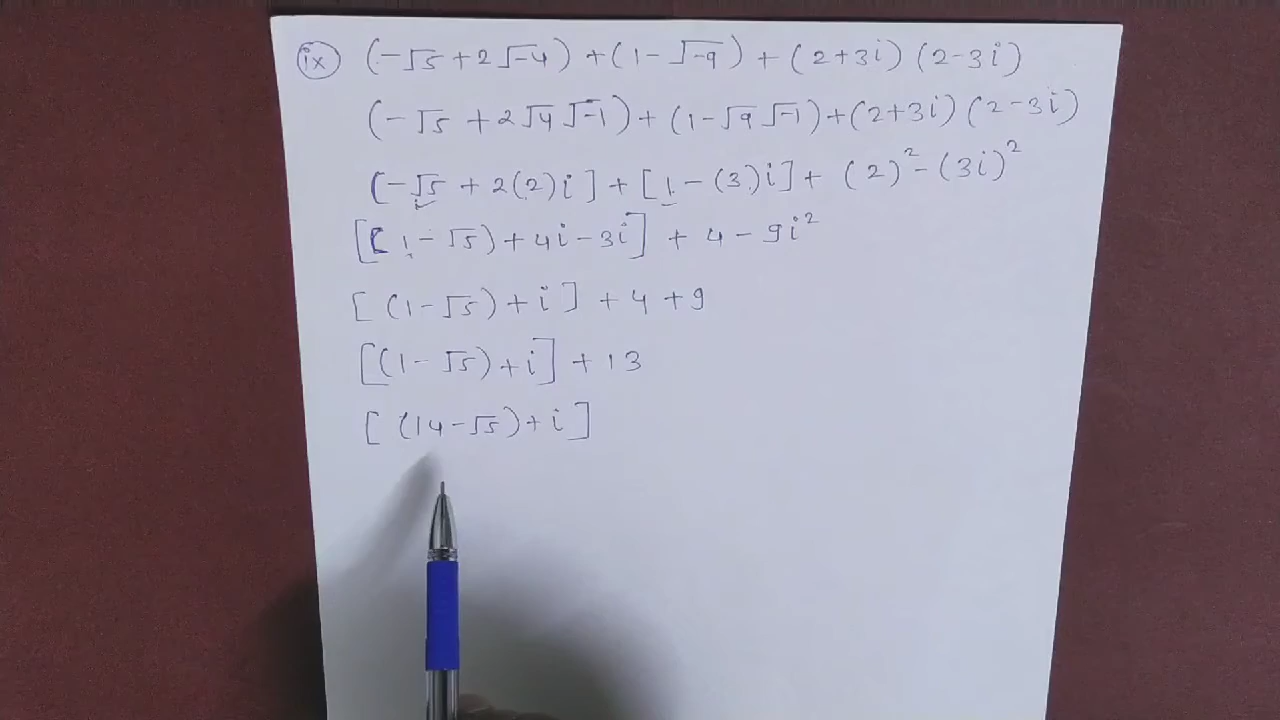 ix (-√5 + 2√-4) + (1 - √-9) + (2+3i) (2-3i)
(-√5 + 2√4 √-1) + (1-√9 √-1) + (2+3i) (2-3i)
(-√5 + 2(2)i] + [1 - (3)i] + (2)² - (3i)²
[( 1 - √5) + 4i - 3i] + 4 - 9i²
[ (1-√5) + i ] + 4 + 9
[(1 - √5) + i] + 13
[ (14-√5) + i ]